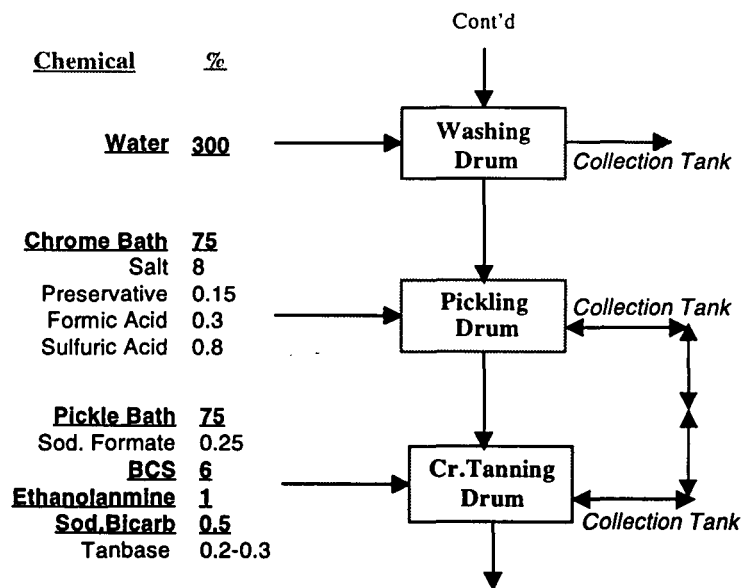 Cont'd
Chemical %
Water 300
Washing
Drum
Collection Tank
Chrome Bath 75
Salt 8
Preservative 0.15
Formic Acid 0.3
Sulfuric Acid 0.8
Pickling
Drum
Collection Tank
Pickle Bath 75
Sod. Formate 0.25
BCS 6
Ethanolanmine 1
Sod.Bicarb 0.5
Tanbase 0.2-0.3
Cr.Tanning
Drum
Collection Tank